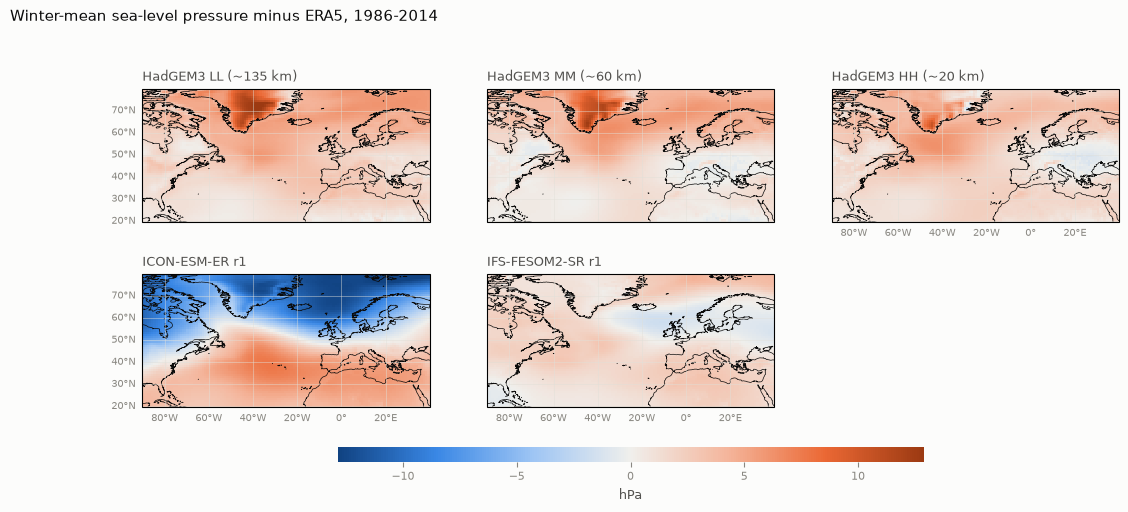 Winter-mean sea-level pressure minus ERA5, 1986-2014
HadGEM3 LL (~135 km)
HadGEM3 MM (~60 km)
HadGEM3 HH (~20 km)
70°N
60°N
50°N
40°N
30°N
20°N
80°W 60°W 40°W 20°W 0° 20°E
ICON-ESM-ER r1
IFS-FESOM2-SR r1
70°N
60°N
50°N
40°N
30°N
20°N
80°W 60°W 40°W 20°W 0° 20°E
80°W 60°W 40°W 20°W 0° 20°E
−10 −5 0 5 10
hPa